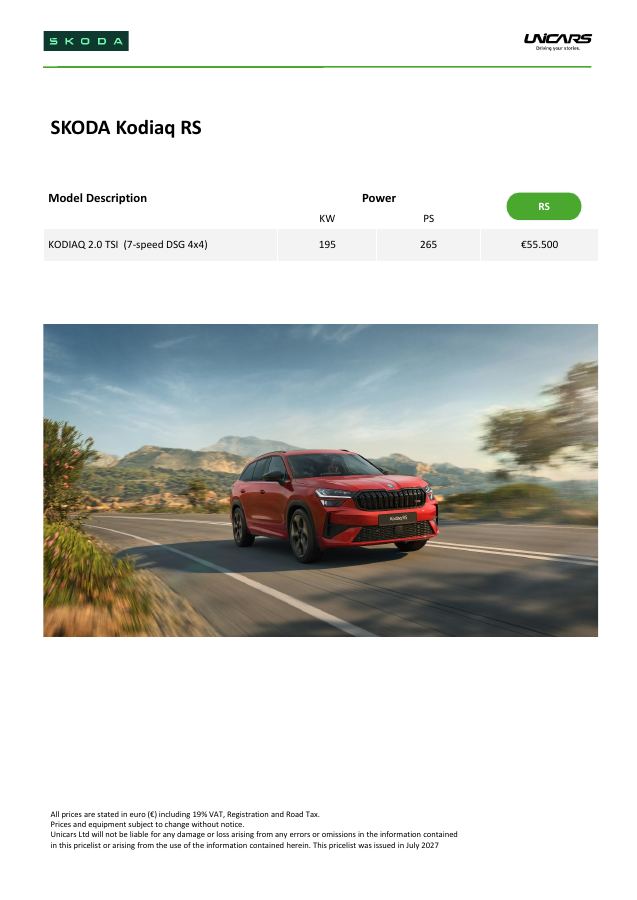 SKODA
UNICARS
Driving your stories.
SKODA Kodiaq RS
Model Description Power RS
KW PS
KODIAQ 2.0 TSI (7-speed DSG 4x4) 195 265 €55.500
Kodiaq RS
All prices are stated in euro (€) including 19% VAT, Registration and Road Tax.
Prices and equipment subject to change without notice.
Unicars Ltd will not be liable for any damage or loss arising from any errors or omissions in the information contained
in this pricelist or arising from the use of the information contained herein. This pricelist was issued in July 2027